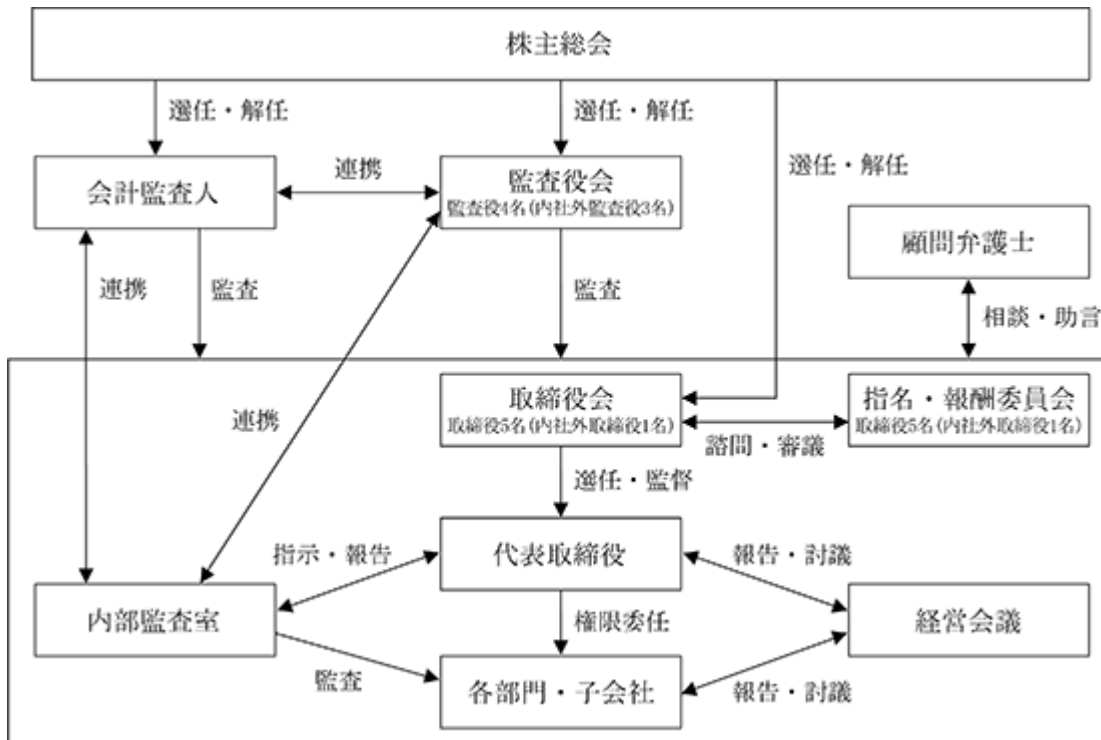 株主総会
選任・解任
選任・解任
選任・解任
会計監査人
連携
監査役会
監査役4名(内社外監査役3名)
顧問弁護士
連携
監査
監査
相談・助言
連携
取締役会
取締役5名(内社外取締役1名)
指名・報酬委員会
取締役5名(内社外取締役1名)
諮問・審議
選任・監督
指示・報告
代表取締役
報告・討議
内部監査室
権限委任
経営会議
監査
各部門・子会社
報告・討議